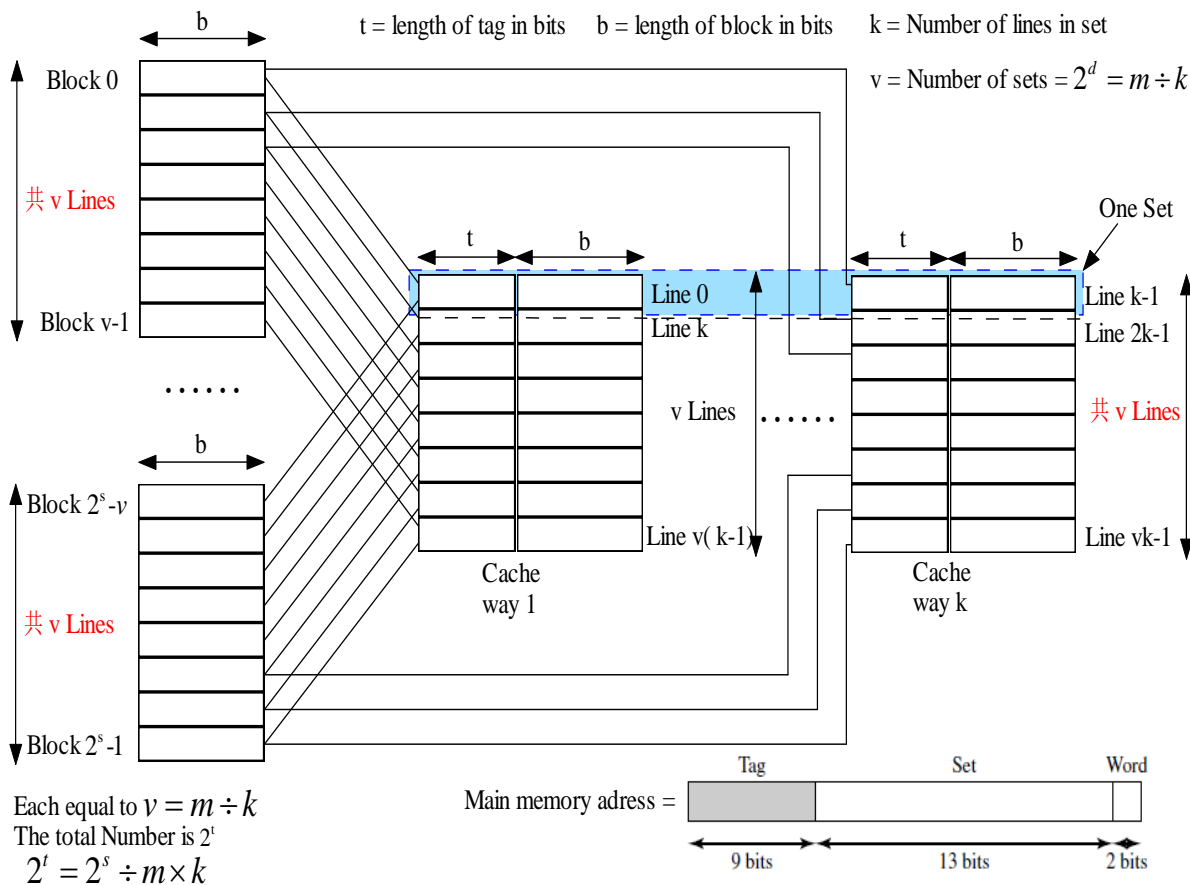 t = length of tag in bits b = length of block in bits k = Number of lines in set
v = Number of sets = 2^d = m ÷ k
b
Block 0
共 v Lines
Block v-1
......
b
Block 2^s-v
共 v Lines
Block 2^s-1
t b
Line 0
Line k
v Lines
......
Line v( k-1)
Cache
way 1
One Set
t b
Line k-1
Line 2k-1
共 v Lines
Line vk-1
Cache
way k
Each equal to v = m ÷ k
The total Number is 2^t
2^t = 2^s ÷ m × k
Tag Set Word
Main memory adress =
9 bits 13 bits 2 bits